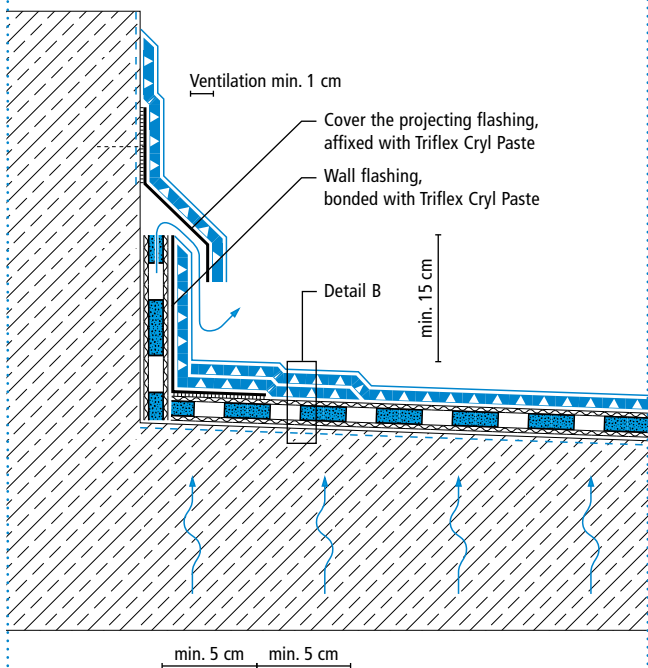 Ventilation min. 1 cm
Cover the projecting flashing,
affixed with Triflex Cryl Paste
Wall flashing,
bonded with Triflex Cryl Paste
Detail B
min. 15 cm
min. 5 cm
min. 5 cm